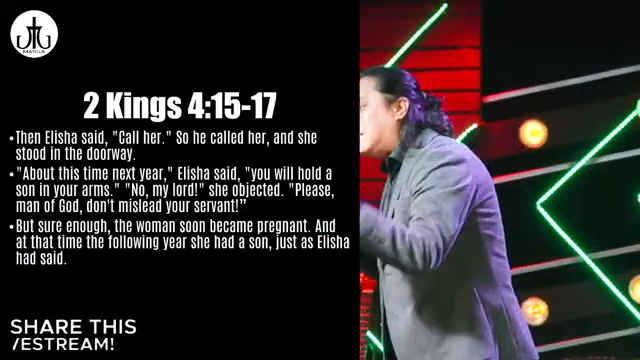 MANILA
2 Kings 4:15-17
•Then Elisha said, "Call her." So he called her, and she
stood in the doorway.
•"About this time next year," Elisha said, "you will hold a
son in your arms." "No, my lord!" she objected. "Please,
man of God, don't mislead your servant!”
•But sure enough, the woman soon became pregnant. And
at that time the following year she had a son, just as Elisha
had said.
SHARE THIS
VESTREAM!